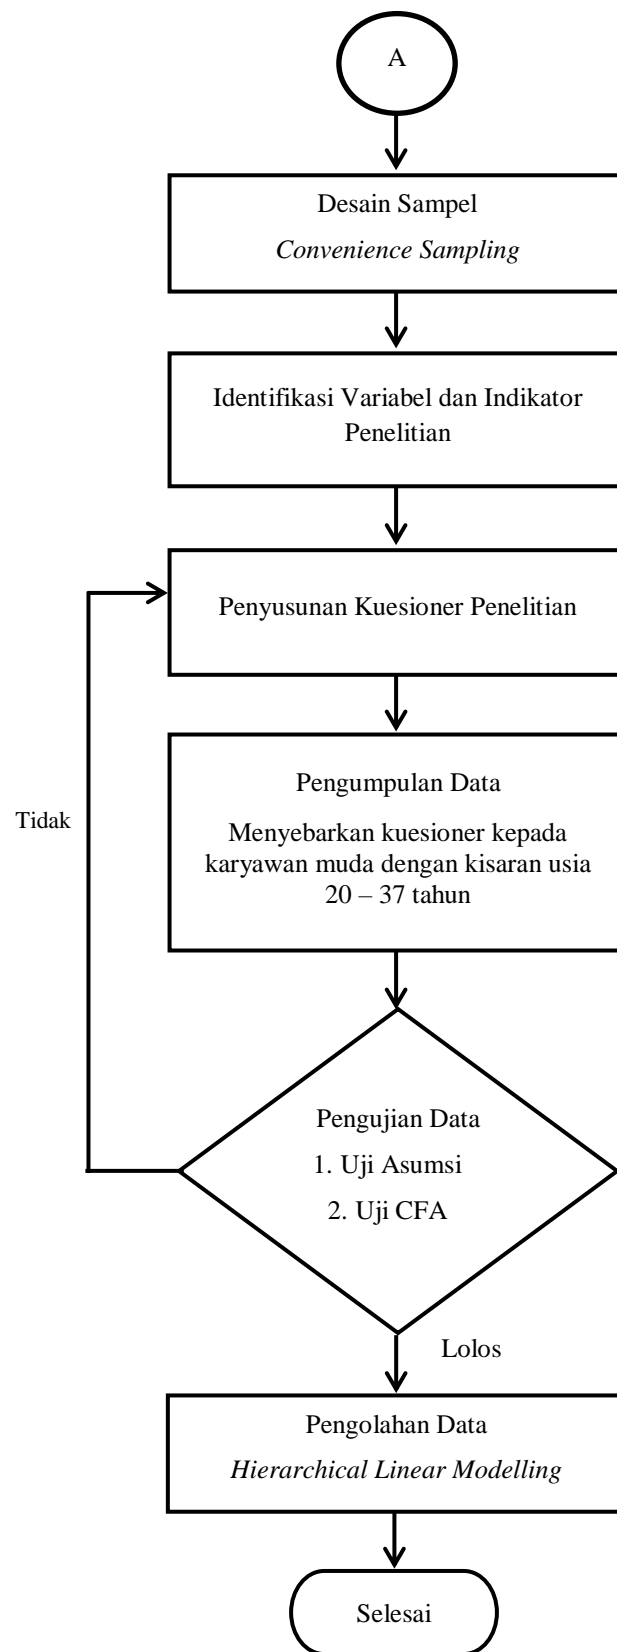 A
Desain Sampel
Convenience Sampling
Identifikasi Variabel dan Indikator
Penelitian
Penyusunan Kuesioner Penelitian
Pengumpulan Data
Menyebarkan kuesioner kepada
karyawan muda dengan kisaran usia
20 – 37 tahun
Tidak
Pengujian Data
1. Uji Asumsi
2. Uji CFA
Lolos
Pengolahan Data
Hierarchical Linear Modelling
Selesai